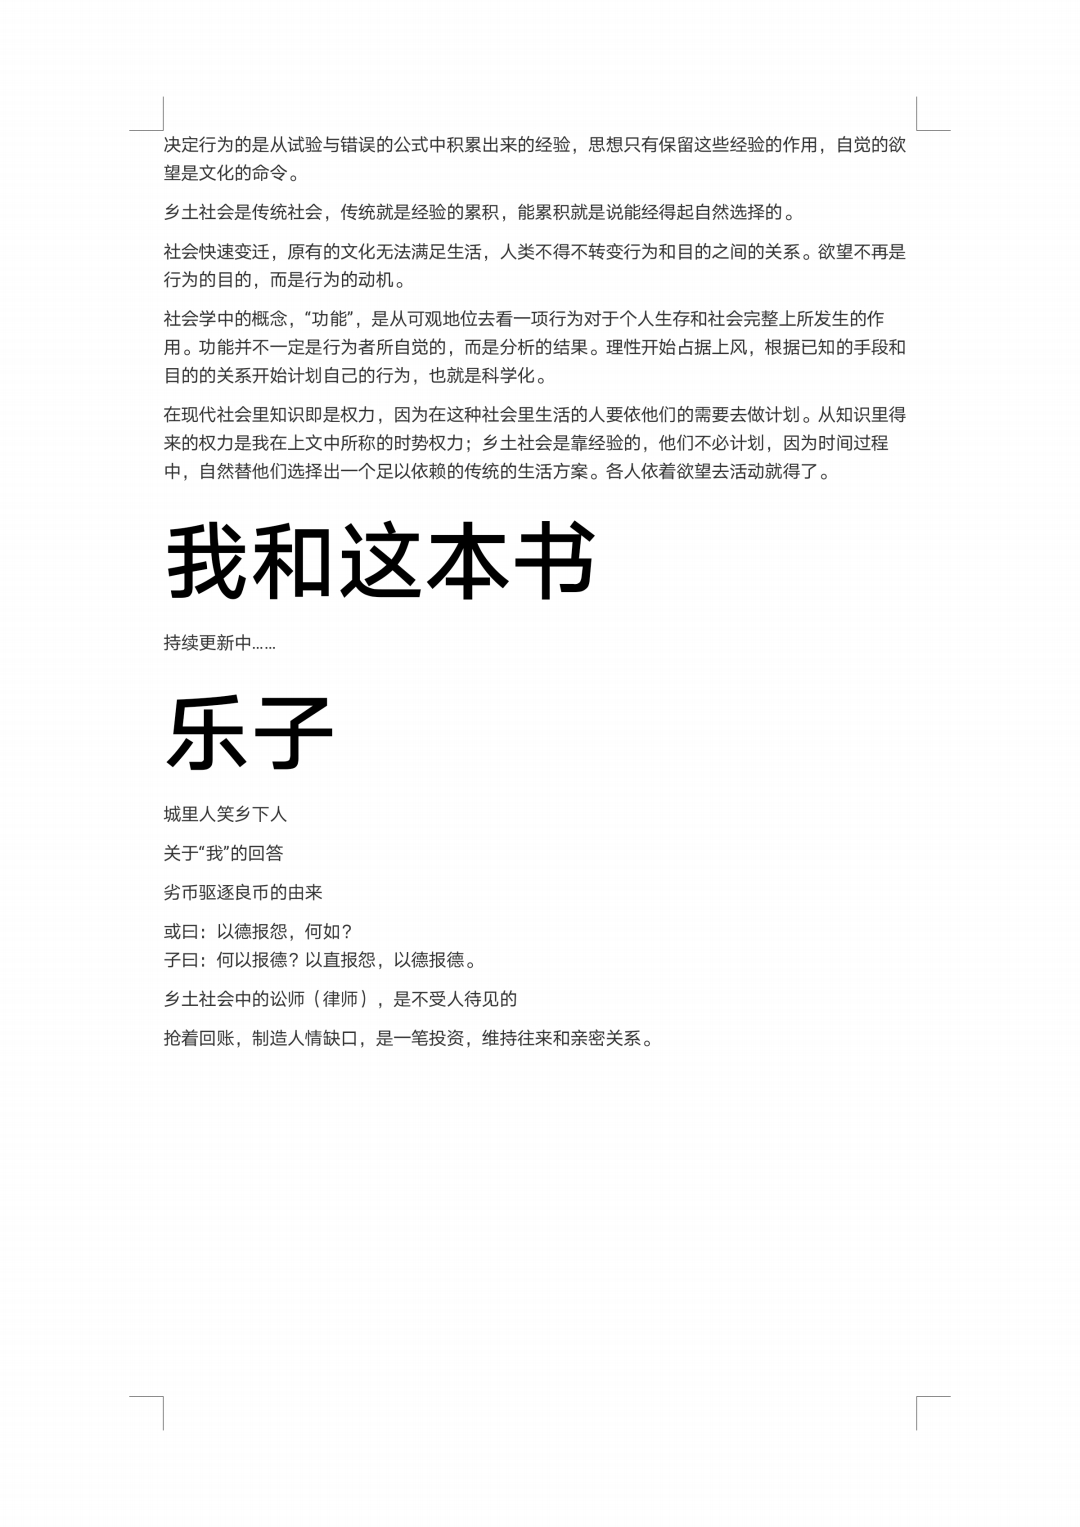 决定行为的是从试验与错误的公式中积累出来的经验，思想只有保留这些经验的作用，自觉的欲
望是文化的命令。
乡土社会是传统社会，传统就是经验的累积，能累积就是说能经得起自然选择的。
社会快速变迁，原有的文化无法满足生活，人类不得不转变行为和目的之间的关系。欲望不再是
行为的目的，而是行为的动机。
社会学中的概念，“功能”，是从可观地位去看一项行为对于个人生存和社会完整上所发生的作
用。功能并不一定是行为者所自觉的，而是分析的结果。理性开始占据上风，根据已知的手段和
目的的关系开始计划自己的行为，也就是科学化。
在现代社会里知识即是权力，因为在这种社会里生活的人要依他们的需要去做计划。从知识里得
来的权力是我在上文中所称的时势权力；乡土社会是靠经验的，他们不必计划，因为时间过程
中，自然替他们选择出一个足以依赖的传统的生活方案。各人依着欲望去活动就得了。
我和这本书
持续更新中......
乐子
城里人笑乡下人
关于“我”的回答
劣币驱逐良币的由来
或曰：以德报怨，何如？
子曰：何以报德？以直报怨，以德报德。
乡土社会中的讼师（律师），是不受人待见的
抢着回账，制造人情缺口，是一笔投资，维持往来和亲密关系。